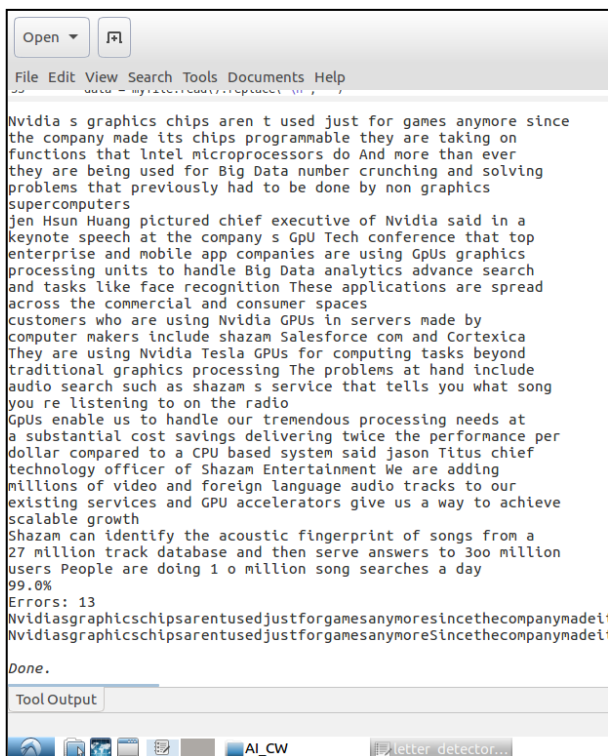 Open
File Edit View Search Tools Documents Help
Nvidia s graphics chips aren t used just for games anymore since
the company made its chips programmable they are taking on
functions that lntel microprocessors do And more than ever
they are being used for Big Data number crunching and solving
problems that previously had to be done by non graphics
supercomputers
jen Hsun Huang pictured chief executive of Nvidia said in a
keynote speech at the company s GpU Tech conference that top
enterprise and mobile app companies are using GpUs graphics
processing units to handle Big Data analytics advance search
and tasks like face recognition These applications are spread
across the commercial and consumer spaces
customers who are using Nvidia GPUs in servers made by
computer makers include shazam Salesforce com and Cortexica
They are using Nvidia Tesla GPUs for computing tasks beyond
traditional graphics processing The problems at hand include
audio search such as shazam s service that tells you what song
you re listening to on the radio
GpUs enable us to handle our tremendous processing needs at
a substantial cost savings delivering twice the performance per
dollar compared to a CPU based system said jason Titus chief
technology officer of Shazam Entertainment We are adding
millions of video and foreign language audio tracks to our
existing services and GPU accelerators give us a way to achieve
scalable growth
Shazam can identify the acoustic fingerprint of songs from a
27 million track database and then serve answers to 3oo million
users People are doing 1 o million song searches a day
99.0%
Errors: 13
Nvidiasgraphicschipsarentusedjustforgamesanymoresincethecompanymadeit
NvidiasgraphicschipsarentusedjustforgamesanymoreSincethecompanymadeit
Done.
Tool Output
AI_CW
letter_detector...